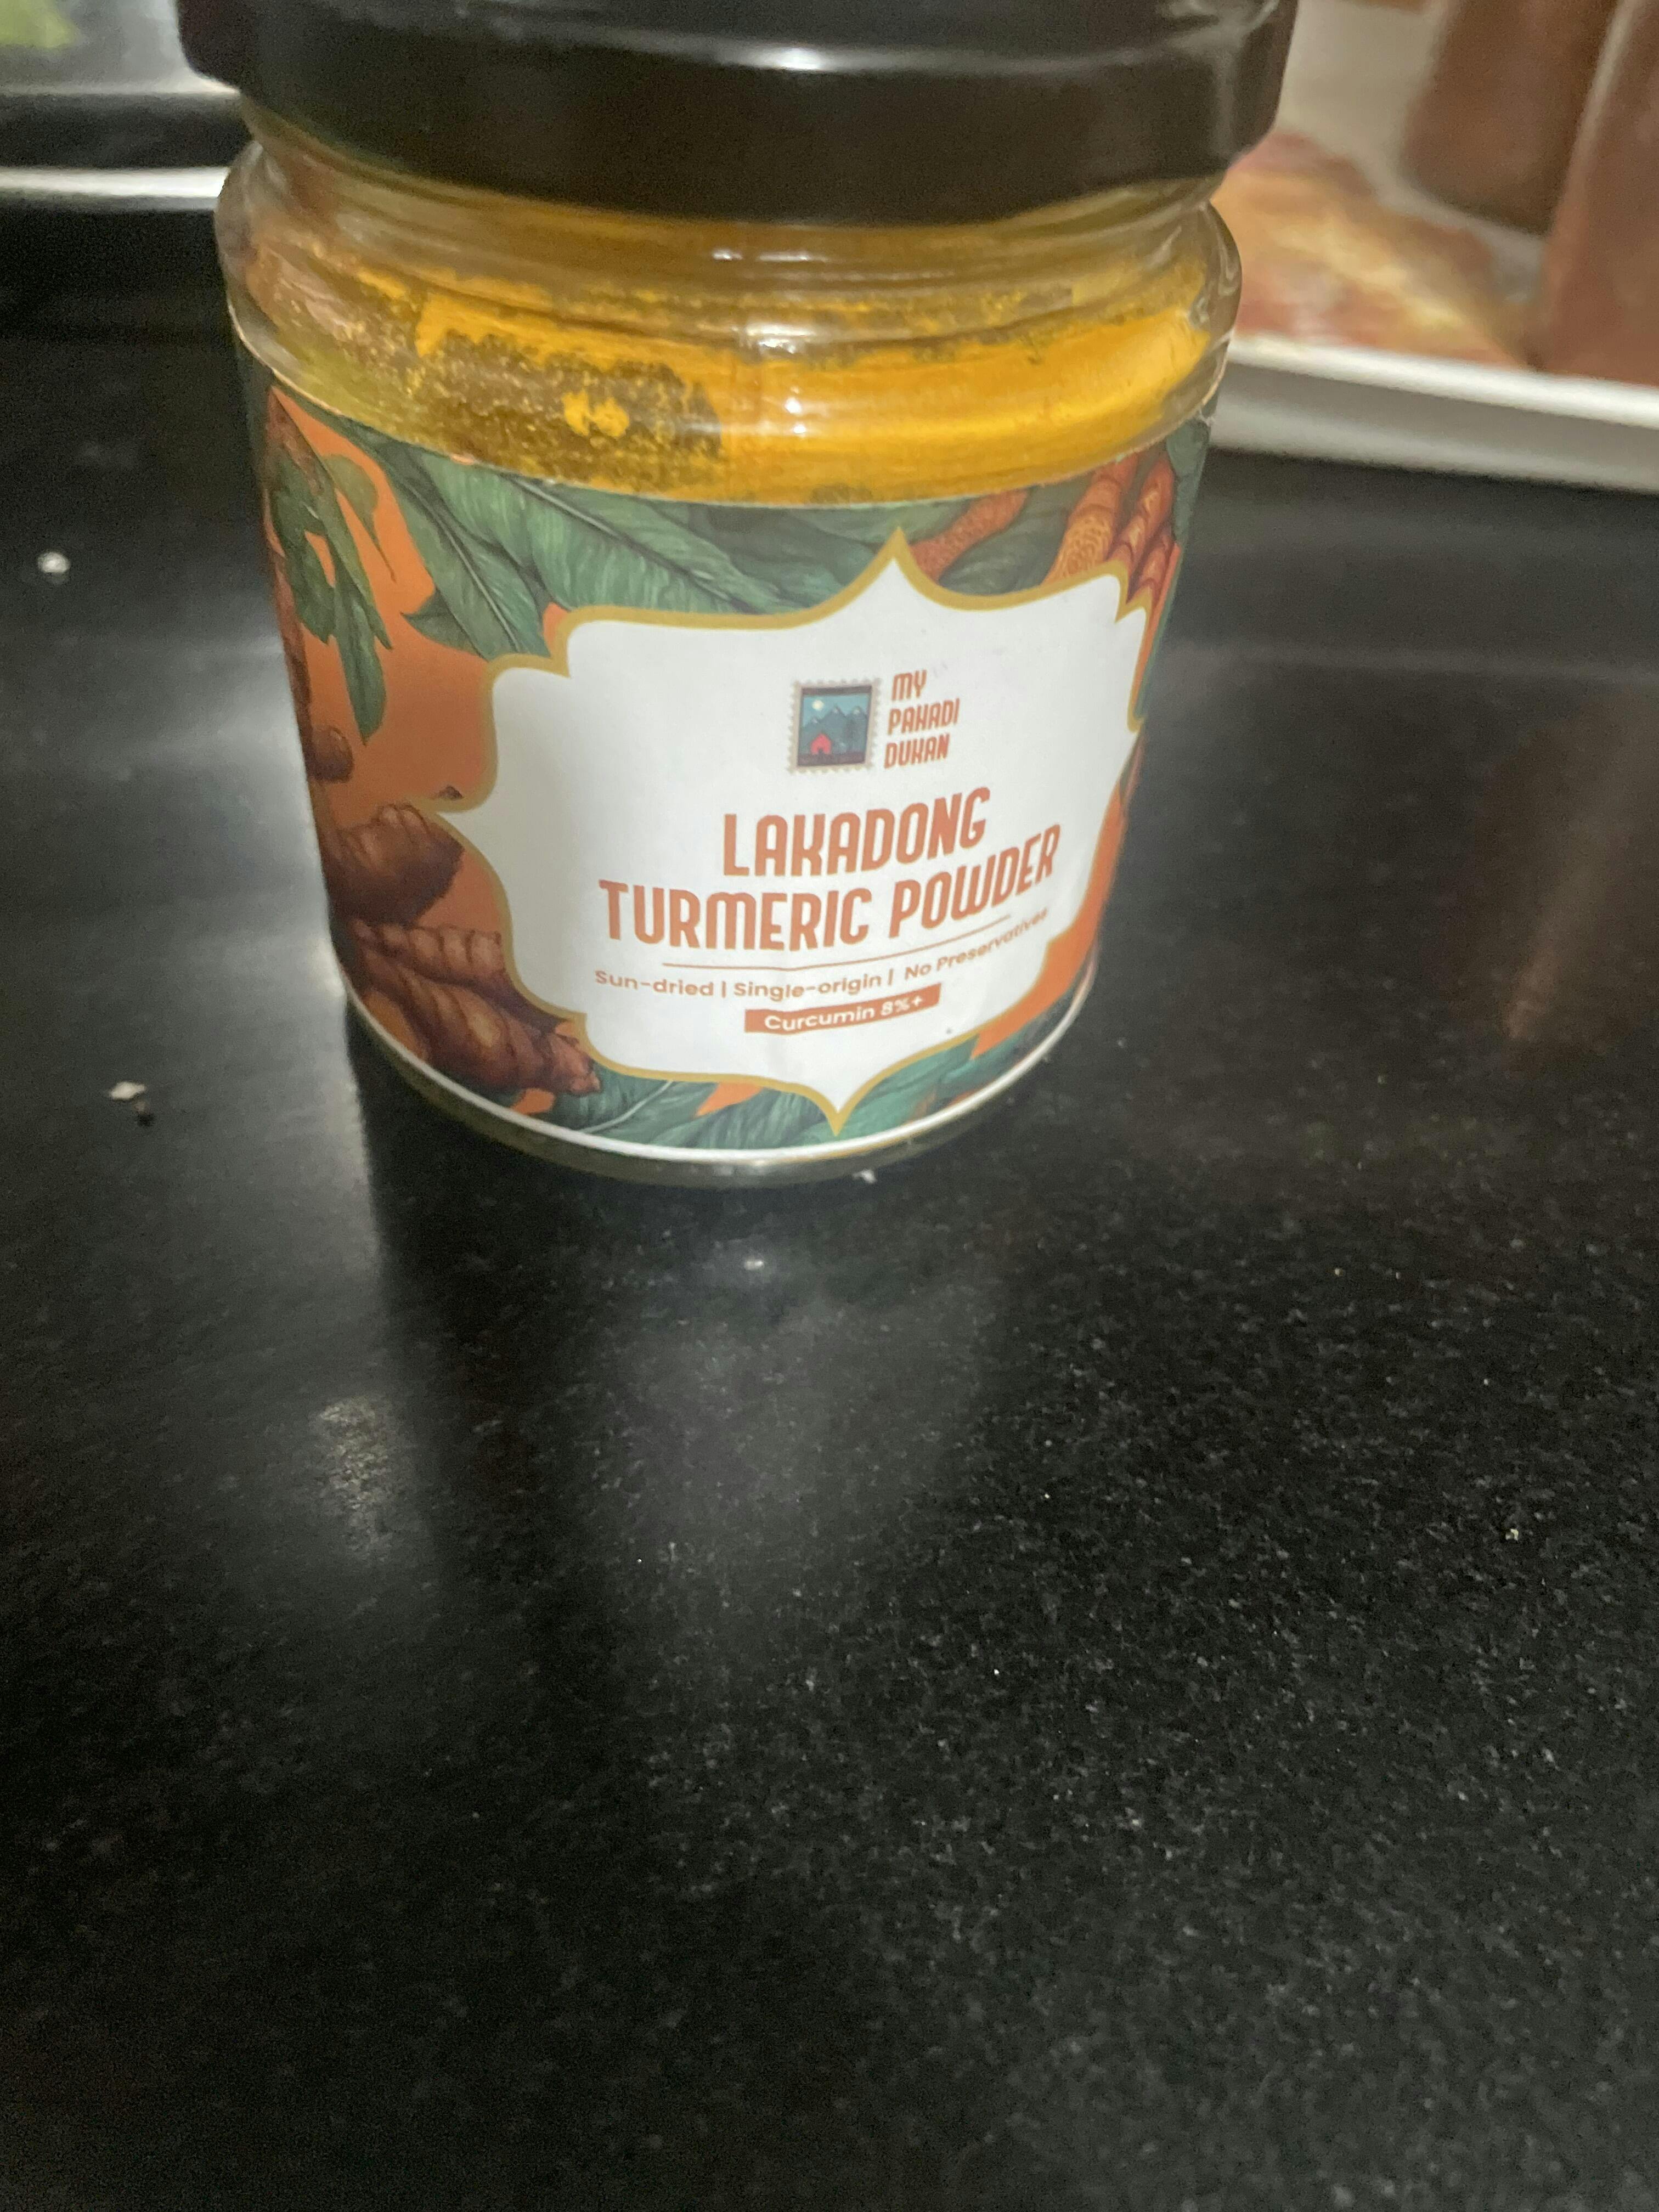 MY
PAHADI
DUKAN
LAKADONG
TURMERIC POWDER
Sun-dried | Single-origin | No Preservatives
Curcumin 8%+